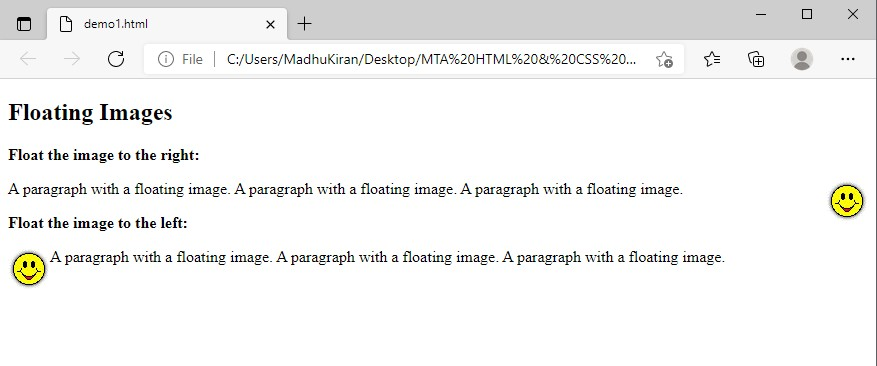 demo1.html
File
C:/Users/MadhuKiran/Desktop/MTA%20HTML%20&%20CSS%20...
Floating Images
Float the image to the right:
A paragraph with a floating image. A paragraph with a floating image. A paragraph with a floating image.
Float the image to the left:
A paragraph with a floating image. A paragraph with a floating image. A paragraph with a floating image.